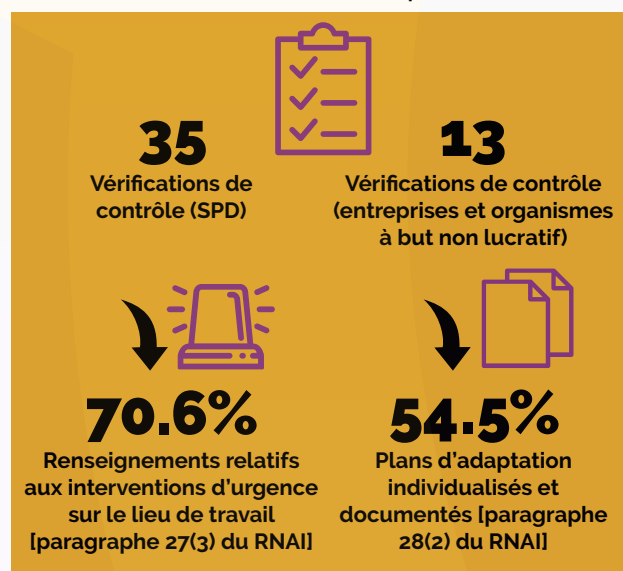 35
Vérifications de
contrôle (SPD)
13
Vérifications de contrôle
(entreprises et organismes
à but non lucratif)
70.6%
Renseignements relatifs
aux interventions d'urgence
sur le lieu de travail
[paragraphe 27(3) du RNAI]
54.5%
Plans d'adaptation
individualisés et
documentés [paragraphe
28(2) du RNAI]